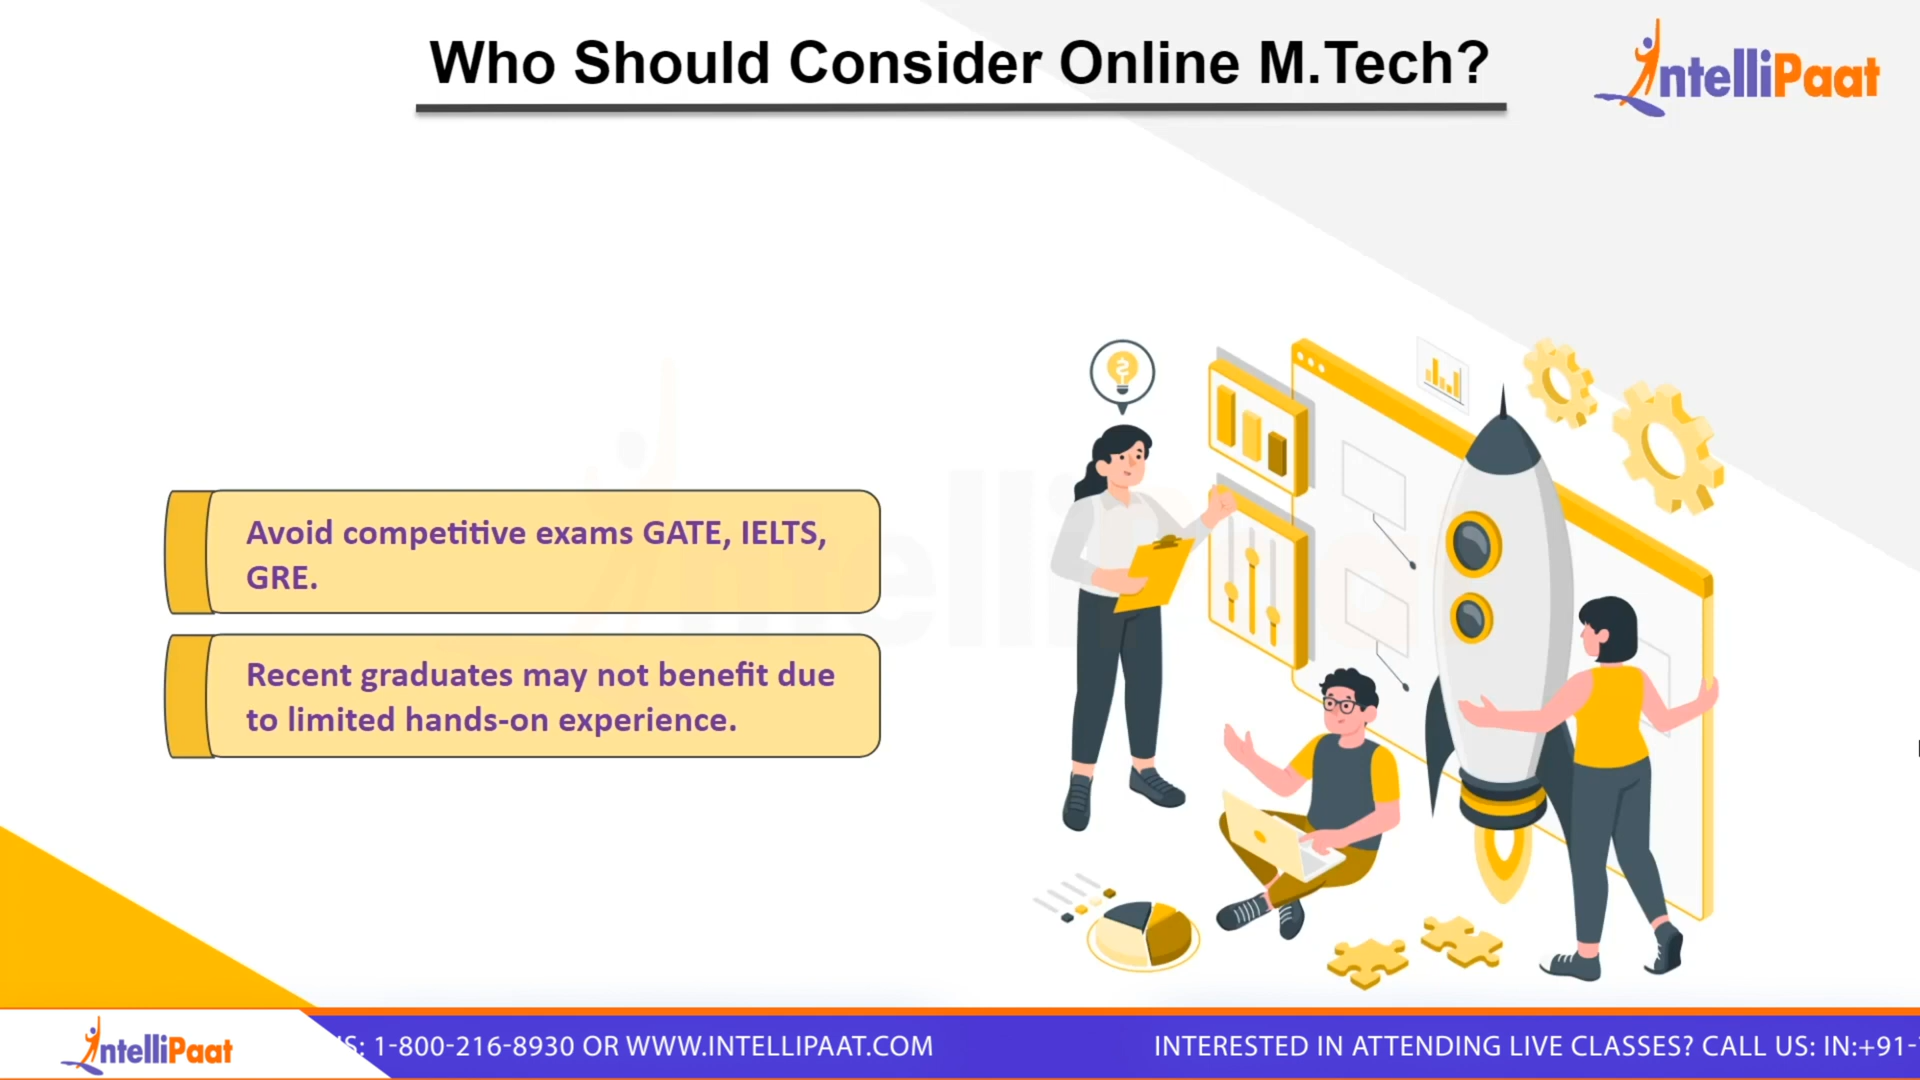 Who Should Consider Online M.Tech?
IntelliPaat
Avoid competitive exams GATE, IELTS,
GRE.
Recent graduates may not benefit due
to limited hands-on experience.
IntelliPaat
US: 1-800-216-8930 OR WWW.INTELLIPAAT.COM
INTERESTED IN ATTENDING LIVE CLASSES? CALL US: IN:+91-